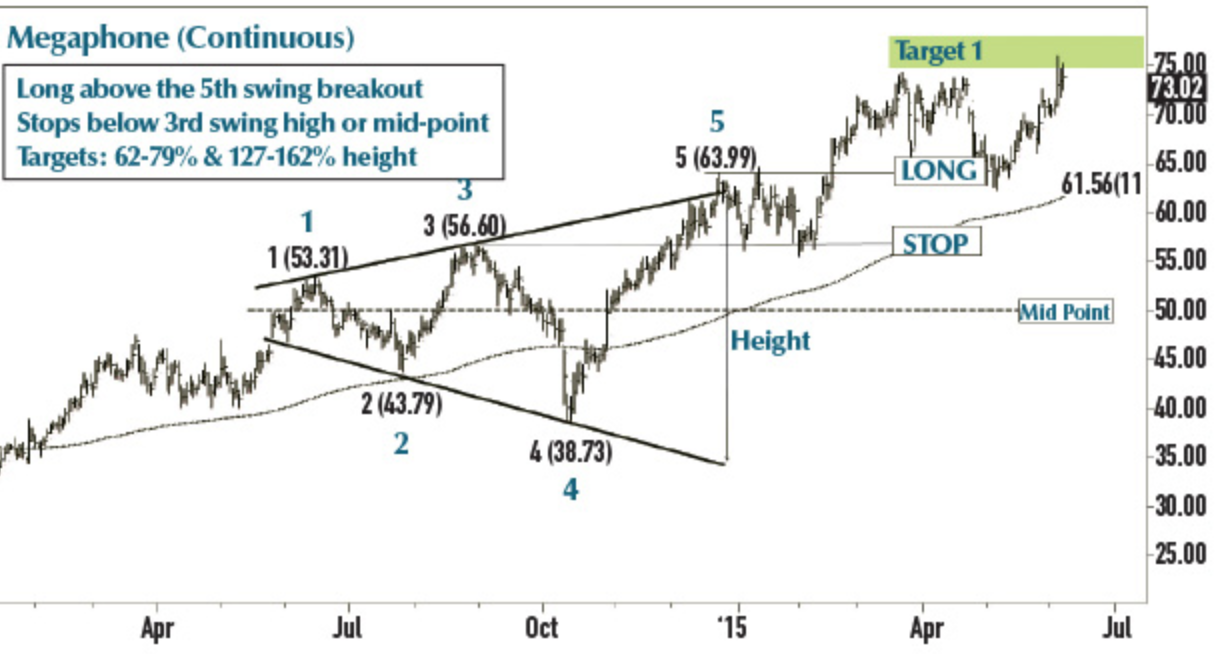 Megaphone (Continuous)
Long above the 5th swing breakout
Stops below 3rd swing high or mid-point
Targets: 62-79% & 127-162% height
Target 1
75.00
73.02
70.00
65.00
60.00
55.00
50.00
45.00
40.00
35.00
30.00
25.00
5
5 (63.99)
LONG
61.56(11
3
3 (56.60)
1
1 (53.31)
STOP
Mid Point
Height
2 (43.79)
2
4 (38.73)
4
Apr
Jul
Oct
'15
Apr
Jul